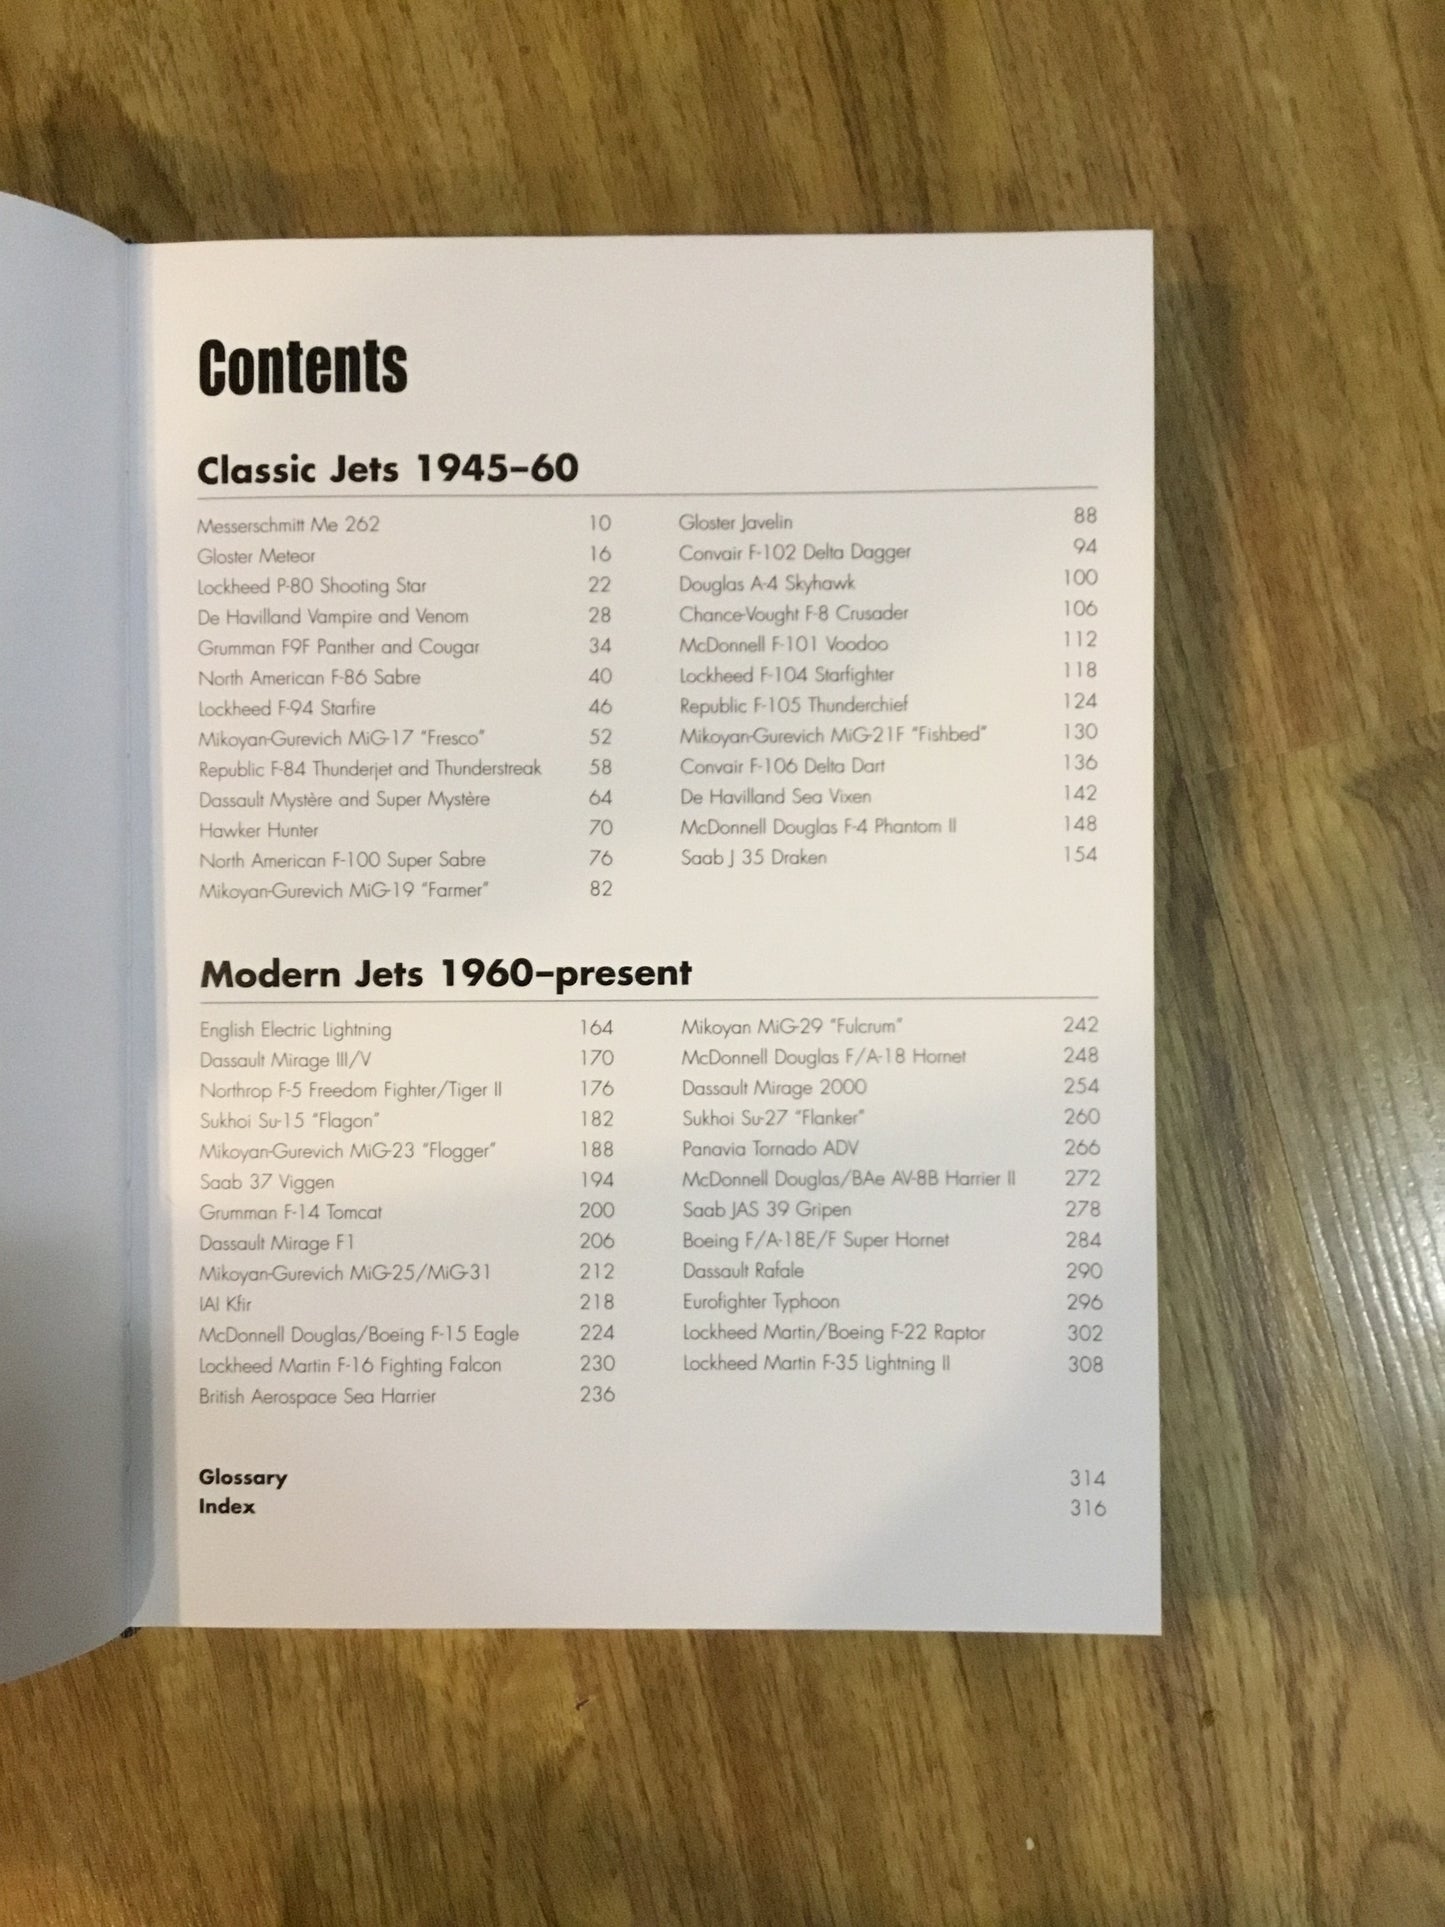 Contents
Classic Jets 1945–60
Messerschmitt Me 262 10
Gloster Meteor 16
Lockheed P-80 Shooting Star 22
De Havilland Vampire and Venom 28
Grumman F9F Panther and Cougar 34
North American F-86 Sabre 40
Lockheed F-94 Starfire 46
Mikoyan-Gurevich MiG-17 “Fresco” 52
Republic F-84 Thunderjet and Thunderstreak 58
Dassault Mystère and Super Mystère 64
Hawker Hunter 70
North American F-100 Super Sabre 76
Mikoyan-Gurevich MiG-19 “Farmer” 82
Gloster Javelin 88
Convair F-102 Delta Dagger 94
Douglas A-4 Skyhawk 100
Chance-Vought F-8 Crusader 106
McDonnell F-101 Voodoo 112
Lockheed F-104 Starfighter 118
Republic F-105 Thunderchief 124
Mikoyan-Gurevich MiG-21F “Fishbed” 130
Convair F-106 Delta Dart 136
De Havilland Sea Vixen 142
McDonnell Douglas F-4 Phantom II 148
Saab J 35 Draken 154
Modern Jets 1960–present
English Electric Lightning 164
Dassault Mirage III/V 170
Northrop F-5 Freedom Fighter/Tiger II 176
Sukhoi Su-15 “Flagon” 182
Mikoyan-Gurevich MiG-23 “Flogger” 188
Saab 37 Viggen 194
Grumman F-14 Tomcat 200
Dassault Mirage F1 206
Mikoyan-Gurevich MiG-25/MiG-31 212
IAI Kfir 218
McDonnell Douglas/Boeing F-15 Eagle 224
Lockheed Martin F-16 Fighting Falcon 230
British Aerospace Sea Harrier 236
Mikoyan MiG-29 “Fulcrum” 242
McDonnell Douglas F/A-18 Hornet 248
Dassault Mirage 2000 254
Sukhoi Su-27 “Flanker” 260
Panavia Tornado ADV 266
McDonnell Douglas/BAe AV-8B Harrier II 272
Saab JAS 39 Gripen 278
Boeing F/A-18E/F Super Hornet 284
Dassault Rafale 290
Eurofighter Typhoon 296
Lockheed Martin/Boeing F-22 Raptor 302
Lockheed Martin F-35 Lightning II 308
Glossary 314
Index 316